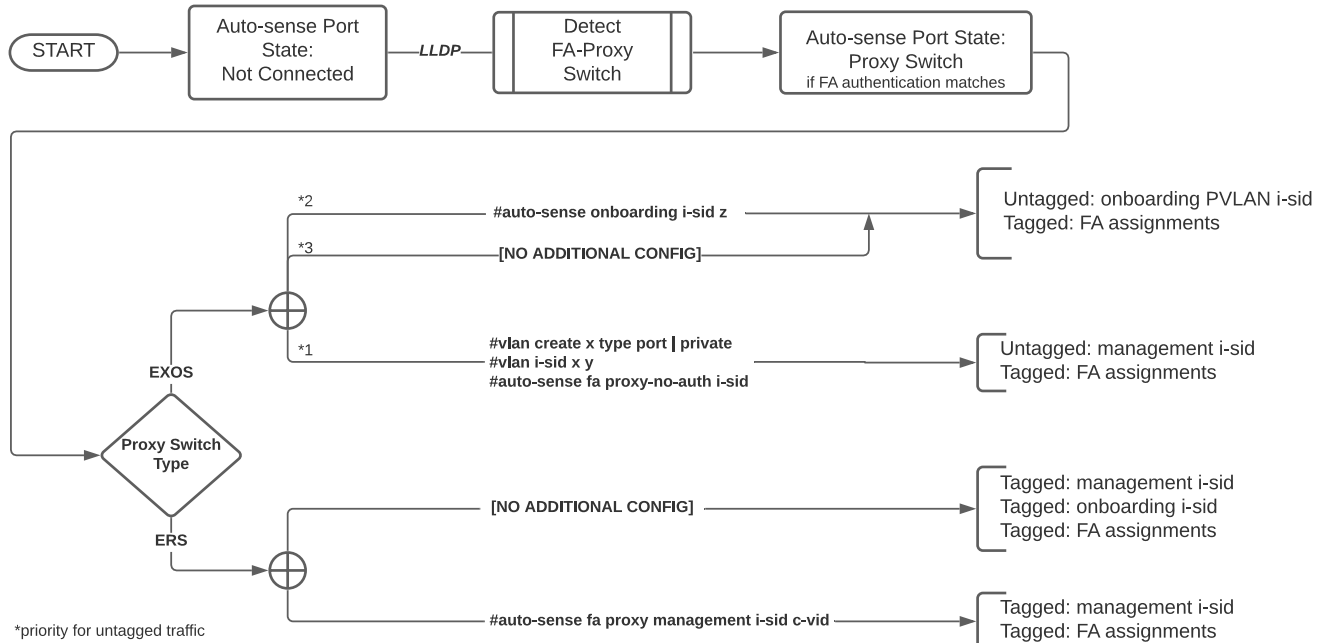 START
Auto-sense Port
State:
Not Connected
LLDP
Detect
FA-Proxy
Switch
Auto-sense Port State:
Proxy Switch
if FA authentication matches
*2
#auto-sense onboarding i-sid z
Untagged: onboarding PVLAN i-sid
Tagged: FA assignments
*3
[NO ADDITIONAL CONFIG]
*1
#vlan create x type port | private
#vlan i-sid x y
#auto-sense fa proxy-no-auth i-sid
Untagged: management i-sid
Tagged: FA assignments
EXOS
Proxy Switch
Type
ERS
[NO ADDITIONAL CONFIG]
Tagged: management i-sid
Tagged: onboarding i-sid
Tagged: FA assignments
#auto-sense fa proxy management i-sid c-vid
Tagged: management i-sid
Tagged: FA assignments
*priority for untagged traffic